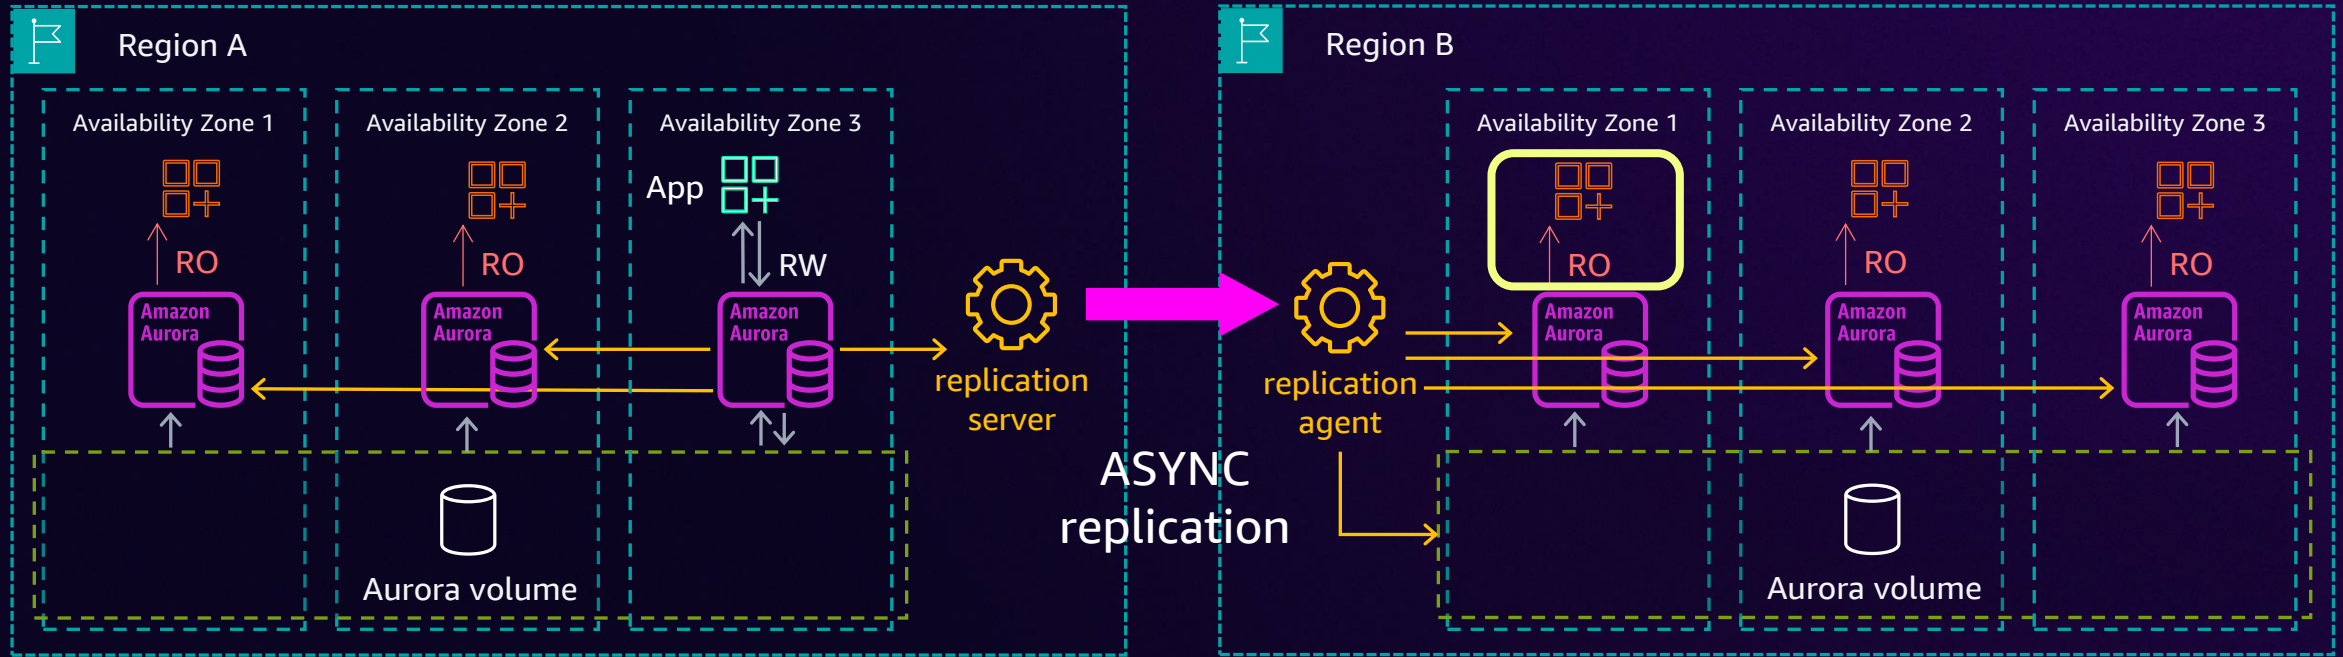 Region A
Availability Zone 1
Availability Zone 2
Availability Zone 3
App
RO
RO
RW
Amazon
Aurora
Amazon
Aurora
Amazon
Aurora
replication
server
Aurora volume
ASYNC
replication
Region B
Availability Zone 1
Availability Zone 2
Availability Zone 3
RO
RO
RO
Amazon
Aurora
Amazon
Aurora
Amazon
Aurora
replication
agent
Aurora volume